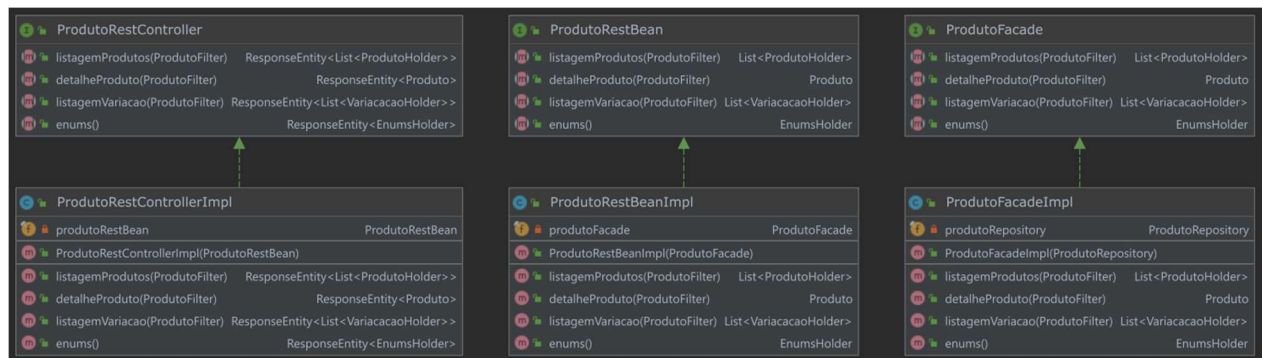 ProdutoRestController
listagemProdutos(ProdutoFilter) ResponseEntity<List<ProdutoHolder>>
detalheProduto(ProdutoFilter) ResponseEntity<Produto>
listagemVariacao(ProdutoFilter) ResponseEntity<List<VariacacaoHolder>>
enums() ResponseEntity<EnumsHolder>
ProdutoRestBean
listagemProdutos(ProdutoFilter) List<ProdutoHolder>
detalheProduto(ProdutoFilter) Produto
listagemVariacao(ProdutoFilter) List<VariacacaoHolder>
enums() EnumsHolder
ProdutoFacade
listagemProdutos(ProdutoFilter) List<ProdutoHolder>
detalheProduto(ProdutoFilter) Produto
listagemVariacao(ProdutoFilter) List<VariacacaoHolder>
enums() EnumsHolder
ProdutoRestControllerImpl
produtoRestBean ProdutoRestBean
ProdutoRestControllerImpl(ProdutoRestBean)
listagemProdutos(ProdutoFilter) ResponseEntity<List<ProdutoHolder>>
detalheProduto(ProdutoFilter) ResponseEntity<Produto>
listagemVariacao(ProdutoFilter) ResponseEntity<List<VariacacaoHolder>>
enums() ResponseEntity<EnumsHolder>
ProdutoRestBeanImpl
produtoFacade ProdutoFacade
ProdutoRestBeanImpl(ProdutoFacade)
listagemProdutos(ProdutoFilter) List<ProdutoHolder>
detalheProduto(ProdutoFilter) Produto
listagemVariacao(ProdutoFilter) List<VariacacaoHolder>
enums() EnumsHolder
ProdutoFacadeImpl
produtoRepository ProdutoRepository
ProdutoFacadeImpl(ProdutoRepository)
listagemProdutos(ProdutoFilter) List<ProdutoHolder>
detalheProduto(ProdutoFilter) Produto
listagemVariacao(ProdutoFilter) List<VariacacaoHolder>
enums() EnumsHolder